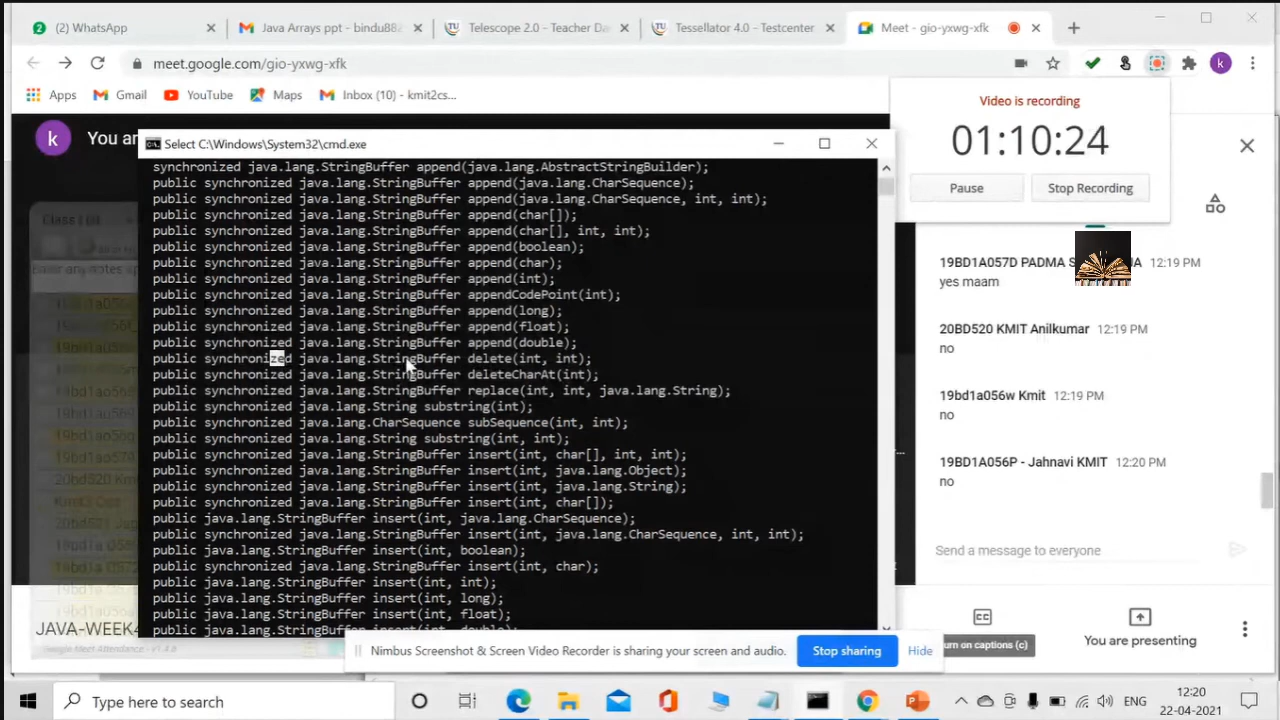 (2) WhatsApp
Java Arrays ppt - bindu882
Telescope 2.0 - Teacher Da
Tessellator 4.0 - Testcenter
Meet - gio-yxwg-xfk
meet.google.com/gio-yxwg-xfk
Apps
Gmail
YouTube
Maps
Inbox (10) - kmit2cs...
Video is recording
01:10:24
Pause
Stop Recording
k
You ar
Select C:\Windows\System32\cmd.exe
synchronized java.lang.StringBuffer append(java.lang.AbstractStringBuilder);
public synchronized java.lang.StringBuffer append(java.lang.CharSequence);
public synchronized java.lang.StringBuffer append(java.lang.CharSequence, int, int);
public synchronized java.lang.StringBuffer append(char[]);
public synchronized java.lang.StringBuffer append(char[], int, int);
public synchronized java.lang.StringBuffer append(boolean);
public synchronized java.lang.StringBuffer append(char);
public synchronized java.lang.StringBuffer append(int);
public synchronized java.lang.StringBuffer appendCodePoint(int);
public synchronized java.lang.StringBuffer append(long);
public synchronized java.lang.StringBuffer append(float);
public synchronized java.lang.StringBuffer append(double);
public synchronized java.lang.StringBuffer delete(int, int);
public synchronized java.lang.StringBuffer deleteCharAt(int);
public synchronized java.lang.StringBuffer replace(int, int, java.lang.String);
public synchronized java.lang.String substring(int);
public synchronized java.lang.CharSequence subSequence(int, int);
public synchronized java.lang.String substring(int, int);
public synchronized java.lang.StringBuffer insert(int, char[], int, int);
public synchronized java.lang.StringBuffer insert(int, java.lang.Object);
public synchronized java.lang.StringBuffer insert(int, java.lang.String);
public synchronized java.lang.StringBuffer insert(int, char[]);
public java.lang.StringBuffer insert(int, java.lang.CharSequence);
public synchronized java.lang.StringBuffer insert(int, java.lang.CharSequence, int, int);
public java.lang.StringBuffer insert(int, boolean);
public synchronized java.lang.StringBuffer insert(int, char);
public java.lang.StringBuffer insert(int, int);
public java.lang.StringBuffer insert(int, long);
public java.lang.StringBuffer insert(int, float);
public java.lang.StringBuffer insert(int, double);
19BD1A057D PADMA S 12:19 PM
yes maam
20BD520 KMIT Anilkumar 12:19 PM
no
19bd1a056w Kmit 12:19 PM
no
19BD1A056P - Jahnavi KMIT 12:20 PM
no
Send a message to everyone
JAVA-WEEK4
urn on captions (c)
You are presenting
Nimbus Screenshot & Screen Video Recorder is sharing your screen and audio.
Stop sharing
Hide
Type here to search
ENG
12:20
22-04-2021